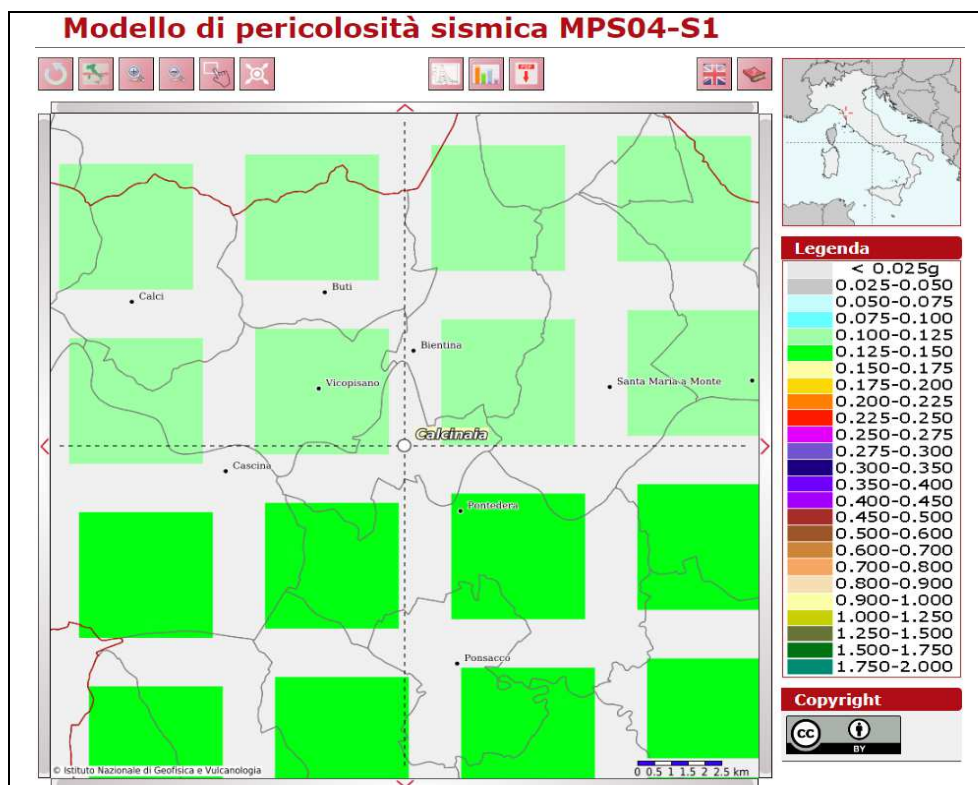 Modello di pericolosità sismica MPS04-S1
PDF
Calci
Buti
Bientina
Vicopisano
Santa Maria a Monte
Calcinaia
Cascina
Pontedera
Ponsacco
© Istituto Nazionale di Geofisica e Vulcanologia
0 0.5 1 1.5 2 2.5 km
Legenda
< 0.025g
0.025-0.050
0.050-0.075
0.075-0.100
0.100-0.125
0.125-0.150
0.150-0.175
0.175-0.200
0.200-0.225
0.225-0.250
0.250-0.275
0.275-0.300
0.300-0.350
0.350-0.400
0.400-0.450
0.450-0.500
0.500-0.600
0.600-0.700
0.700-0.800
0.800-0.900
0.900-1.000
1.000-1.250
1.250-1.500
1.500-1.750
1.750-2.000
Copyright
cc
BY